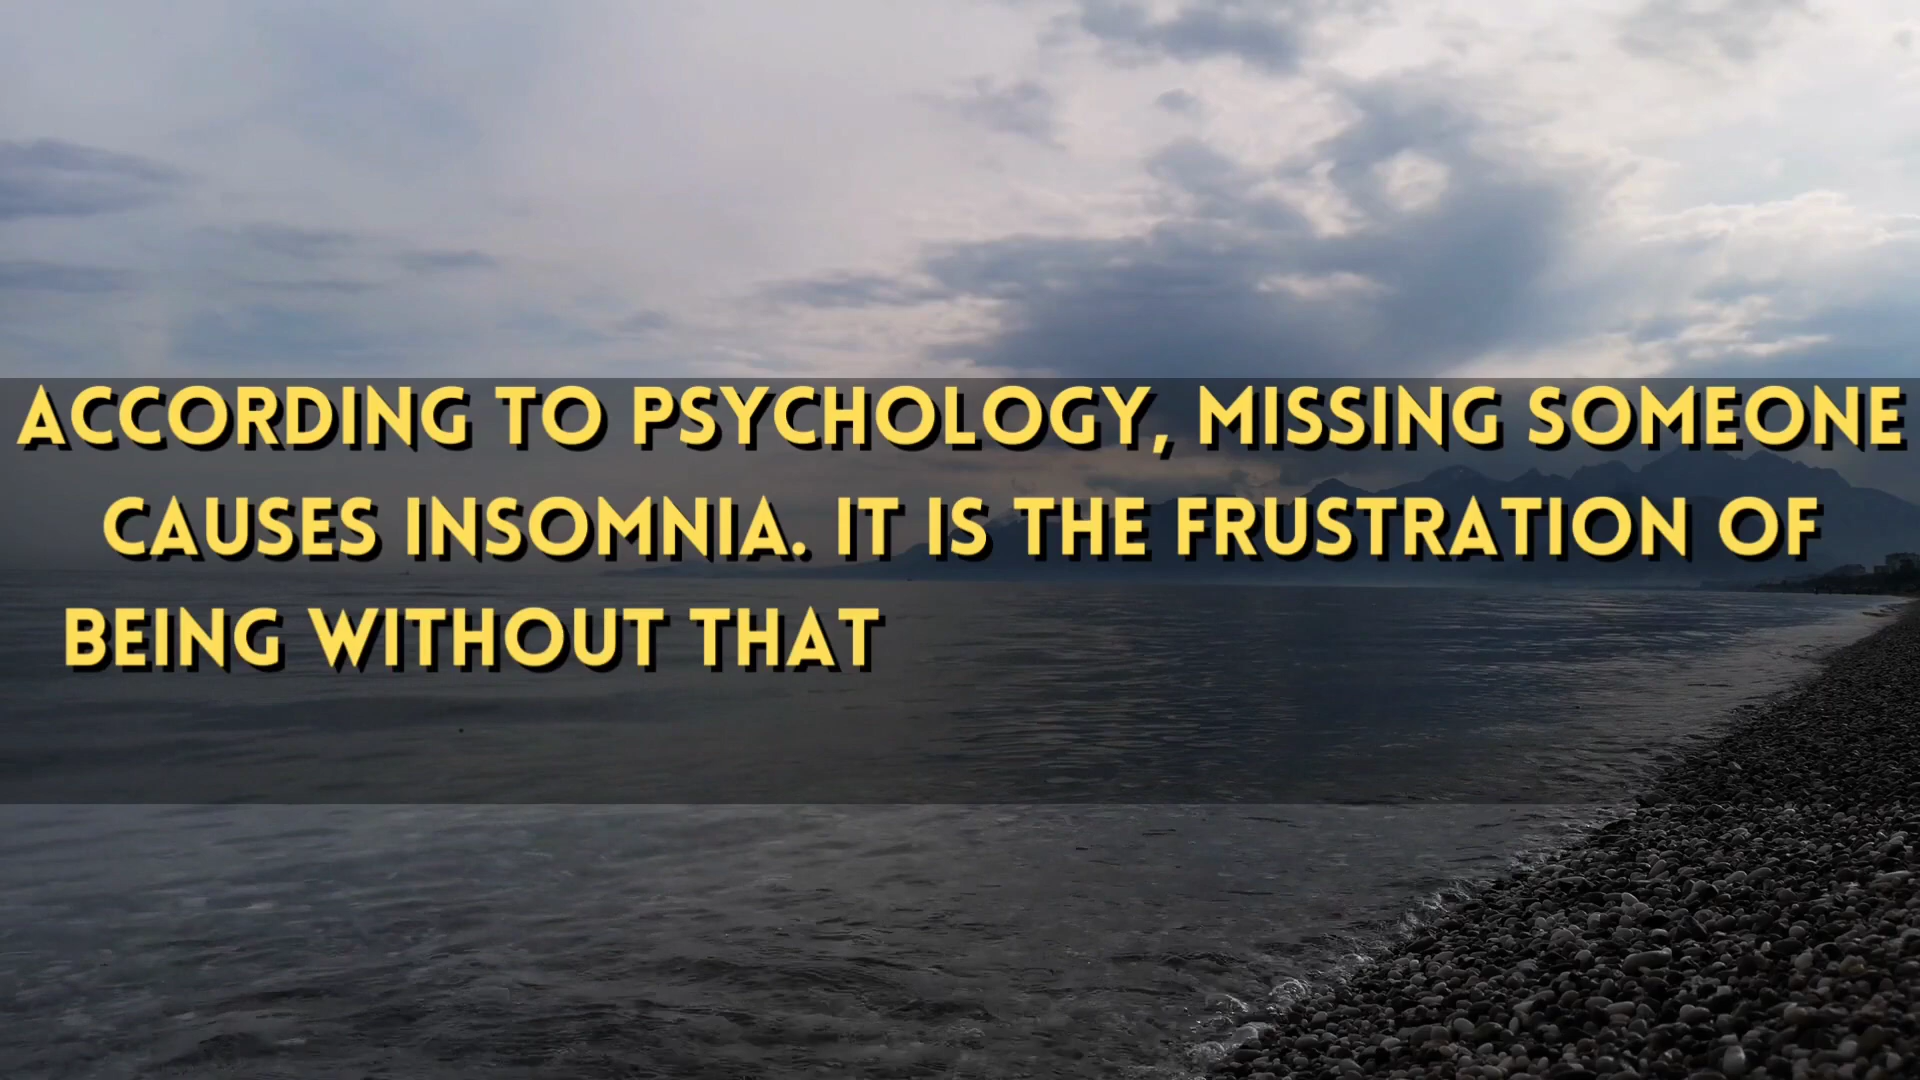 ACCORDING TO PSYCHOLOGY, MISSING SOMEONE
CAUSES INSOMNIA. IT IS THE FRUSTRATION OF
BEING WITHOUT THAT